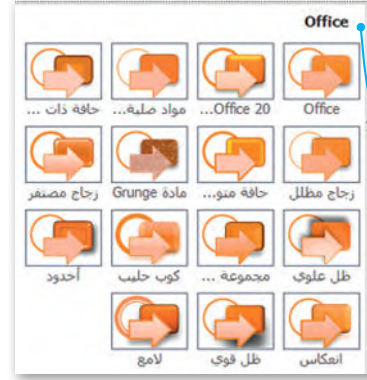 Office
Office Office 20... مواد صلبة... حافة ذات ...
زجاج مظلل حافة متو... مادة Grunge زجاج مصنفر
ظل علوي مجموعة ... كوب حليب أخدود
انعكاس ظل قوي لامع